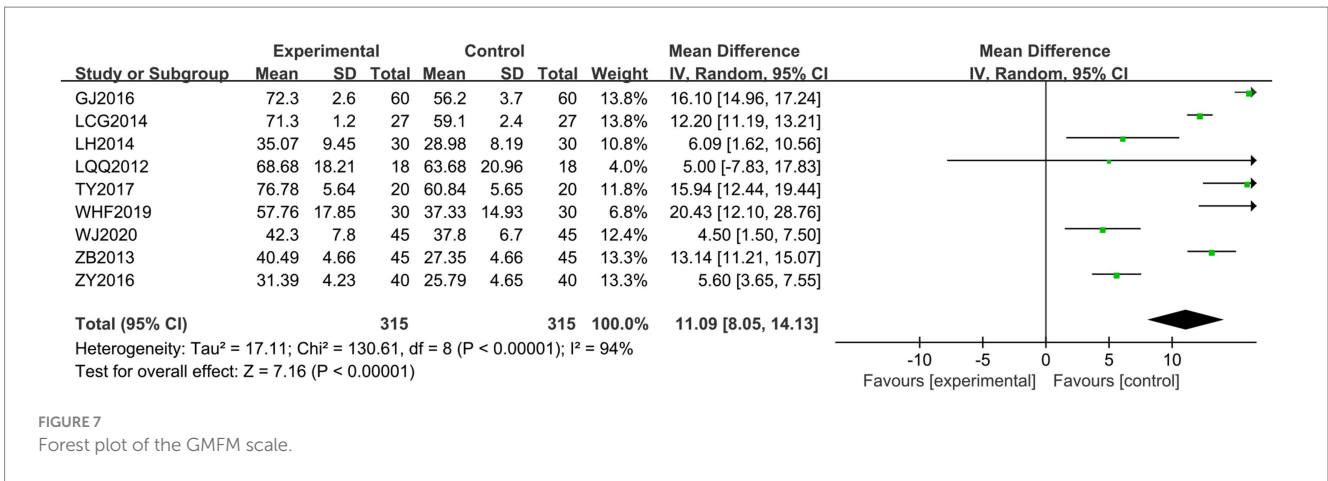 Experimental Control Mean Difference Mean Difference
Study or Subgroup Mean SD Total Mean SD Total Weight IV, Random, 95% CI IV, Random, 95% CI
GJ2016 72.3 2.6 60 56.2 3.7 60 13.8% 16.10 [14.96, 17.24]
LCG2014 71.3 1.2 27 59.1 2.4 27 13.8% 12.20 [11.19, 13.21]
LH2014 35.07 9.45 30 28.98 8.19 30 10.8% 6.09 [1.62, 10.56]
LQQ2012 68.68 18.21 18 63.68 20.96 18 4.0% 5.00 [-7.83, 17.83]
TY2017 76.78 5.64 20 60.84 5.65 20 11.8% 15.94 [12.44, 19.44]
WHF2019 57.76 17.85 30 37.33 14.93 30 6.8% 20.43 [12.10, 28.76]
WJ2020 42.3 7.8 45 37.8 6.7 45 12.4% 4.50 [1.50, 7.50]
ZB2013 40.49 4.66 45 27.35 4.66 45 13.3% 13.14 [11.21, 15.07]
ZY2016 31.39 4.23 40 25.79 4.65 40 13.3% 5.60 [3.65, 7.55]
Total (95% CI) 315 315 100.0% 11.09 [8.05, 14.13]
Heterogeneity: Tau² = 17.11; Chi² = 130.61, df = 8 (P < 0.00001); I² = 94%
Test for overall effect: Z = 7.16 (P < 0.00001)
-10 -5 0 5 10
Favours [experimental] Favours [control]
FIGURE 7
Forest plot of the GMFM scale.